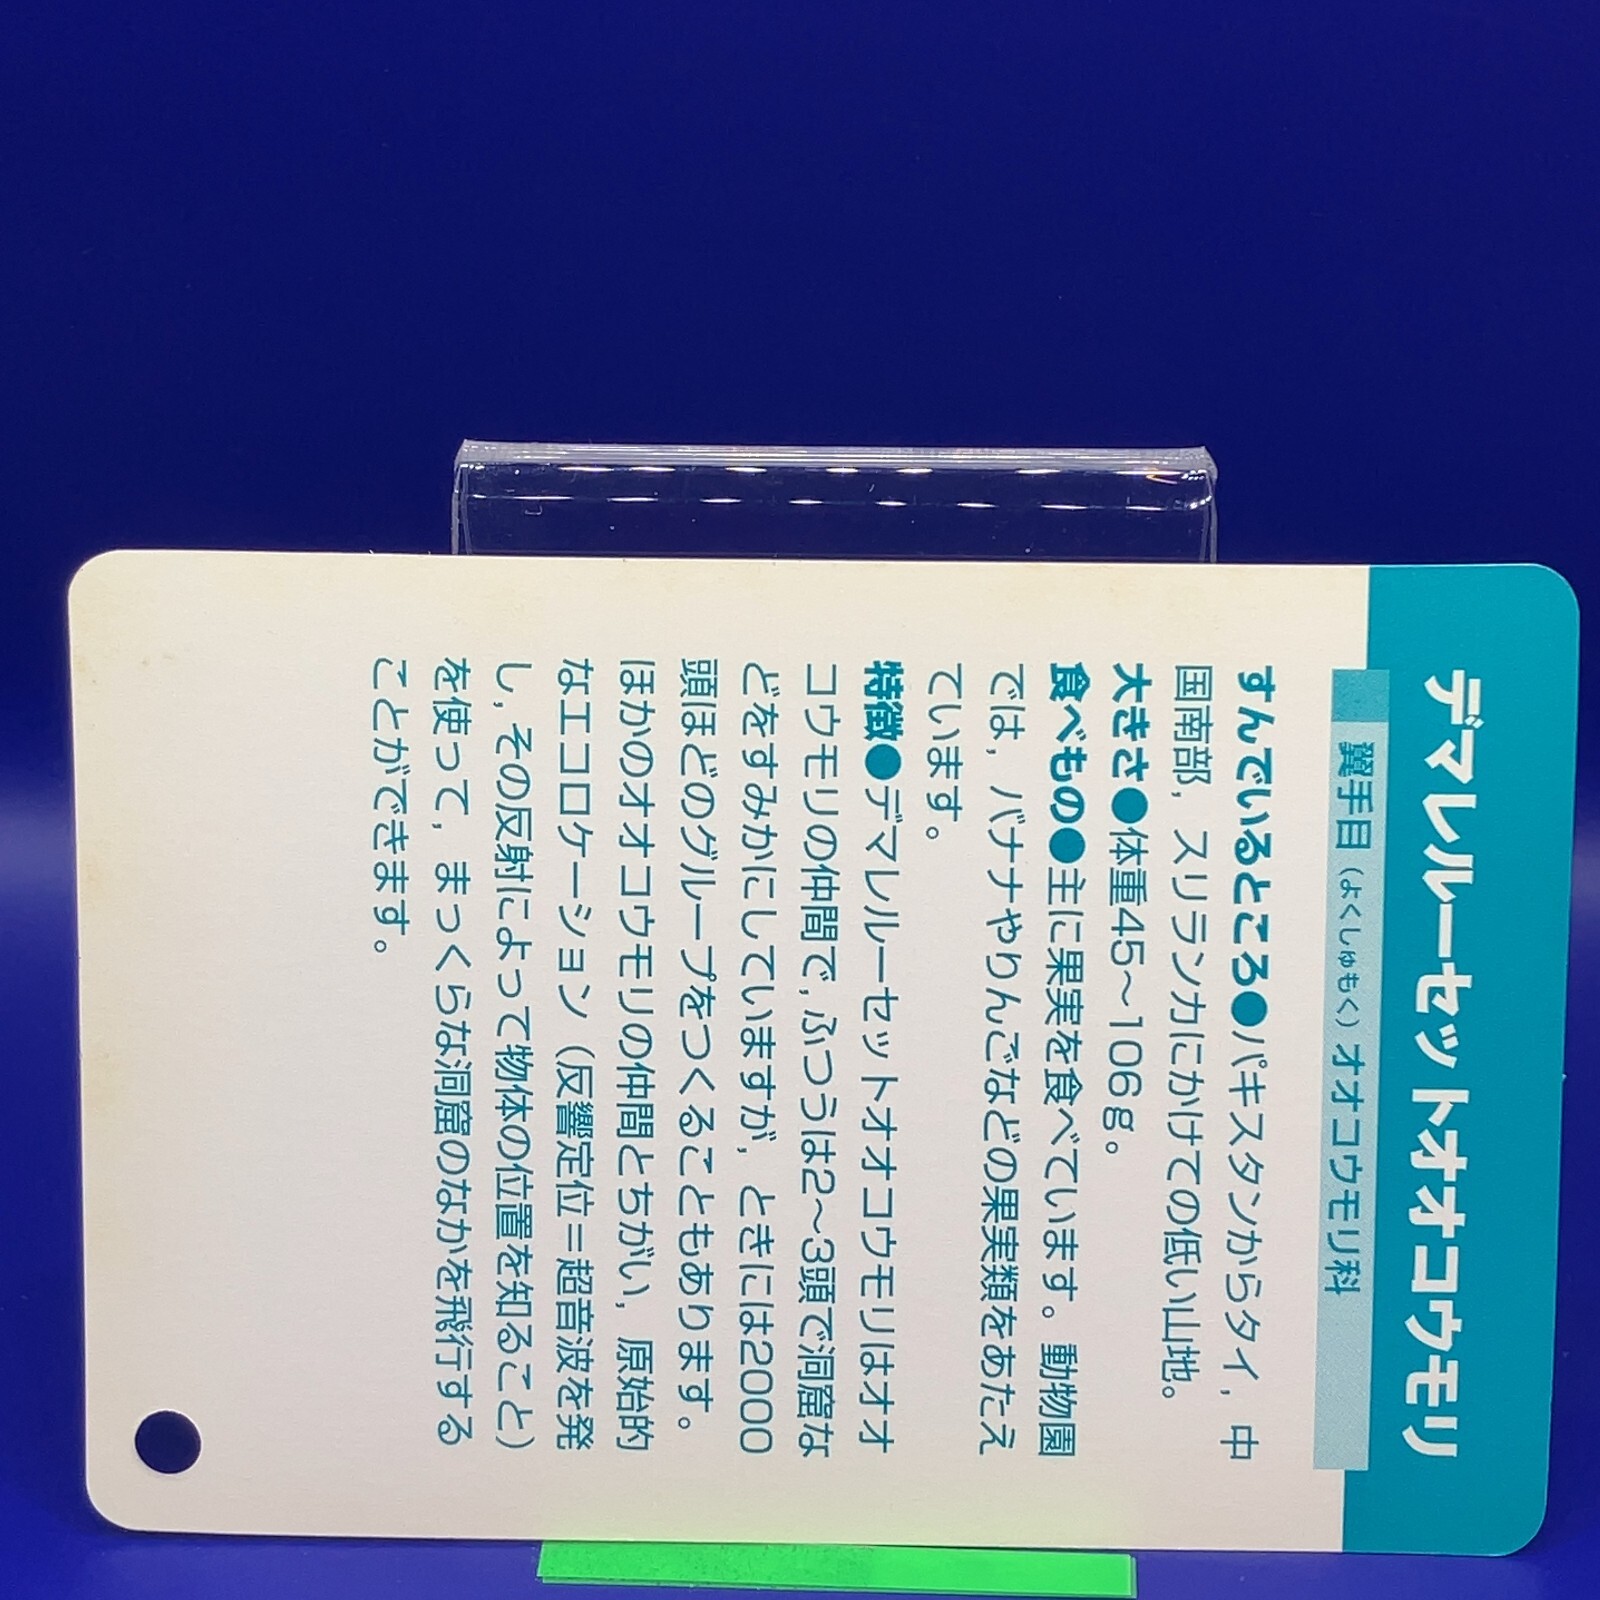 デマレルーセットオオコウモリ
翼手目（よくしゅもく）オオコウモリ科
すんでいるところ●パキスタンからタイ，中
国南部，スリランカにかけての低い山地。
大きさ●体重45～106g。
食べもの●主に果実を食べています。動物園
では，バナナやりんごなどの果実類をあたえ
ています。
特徴●デマレルーセットオオコウモリはオオ
コウモリの仲間で，ふつうは2～3頭で洞窟な
どをすみかにしていますが，ときには2000
頭ほどのグループをつくることもあります。
ほかのオオコウモリの仲間とちがい，原始的
なエコロケーション（反響定位＝超音波を発
し，その反射によって物体の位置を知ること）
を使って，まっくらな洞窟のなかを飛行する
ことができます。